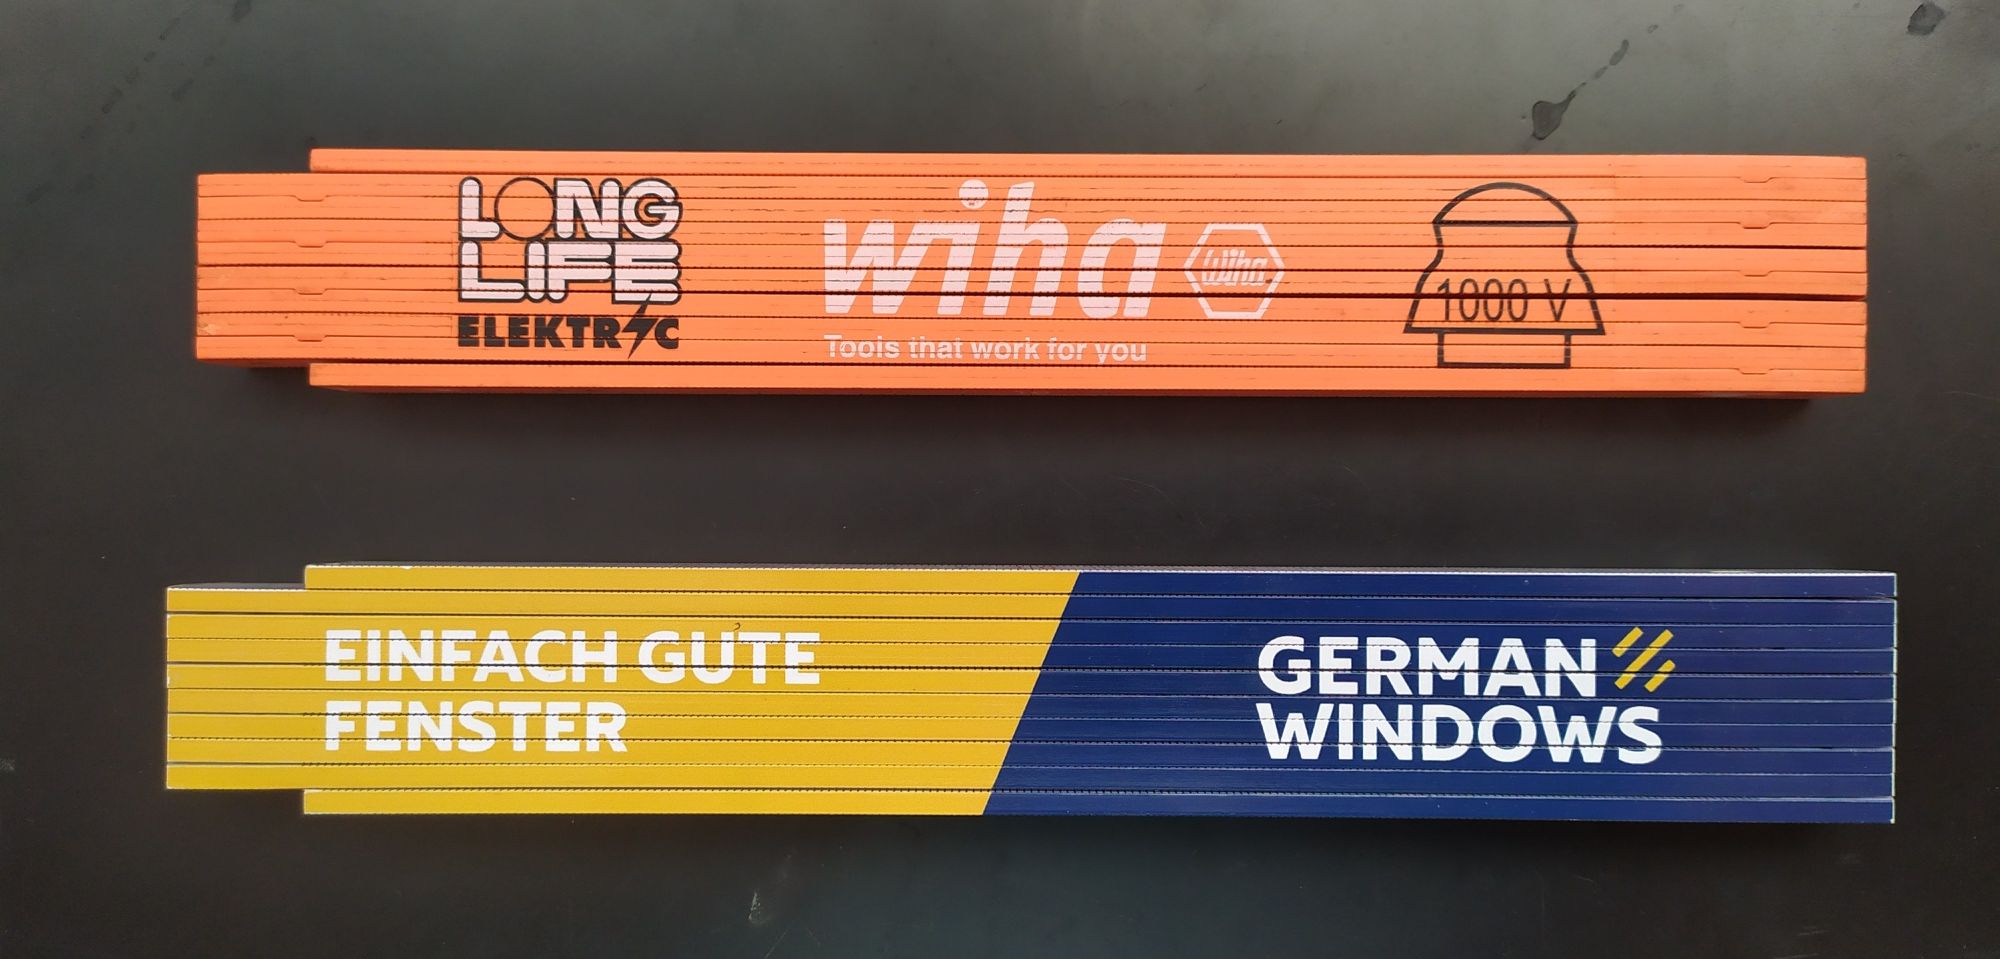 LONG
LIFE
ELEKTRIC
wiha
Wiha
Tools that work for you
1000 V
EINFACH GUTE
FENSTER
GERMAN
WINDOWS